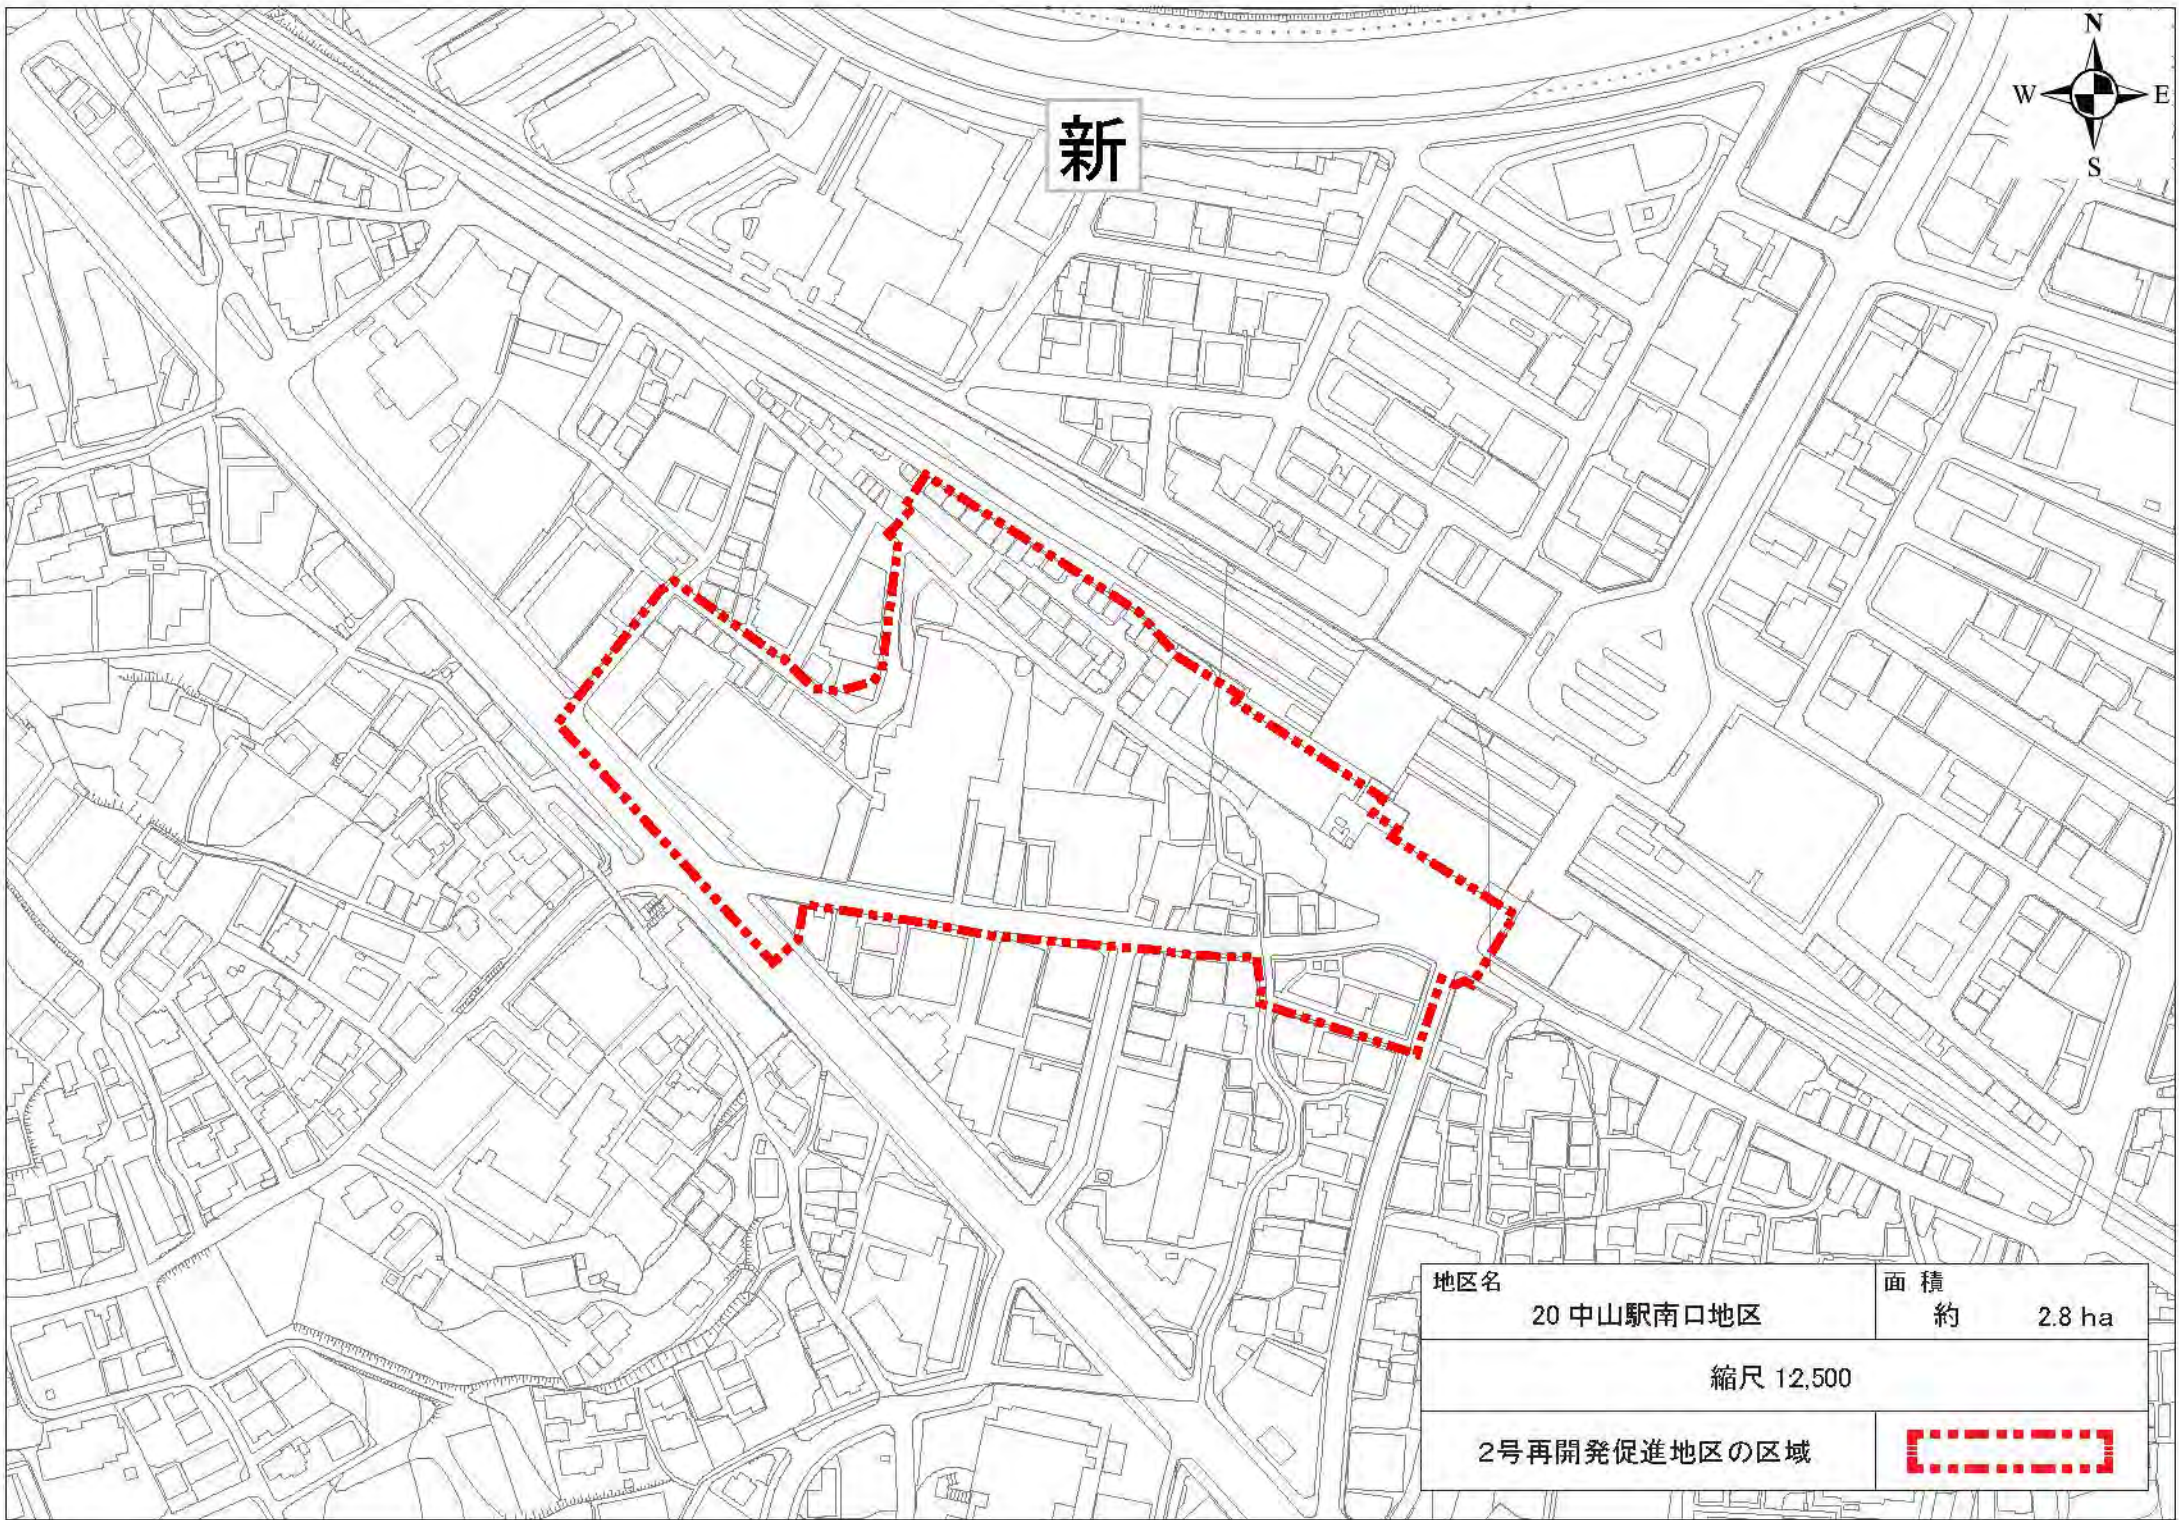 新
N
W E
S
地区名
20 中山駅南口地区
面 積
約 2.8 ha
縮尺 12,500
2号再開発促進地区の区域